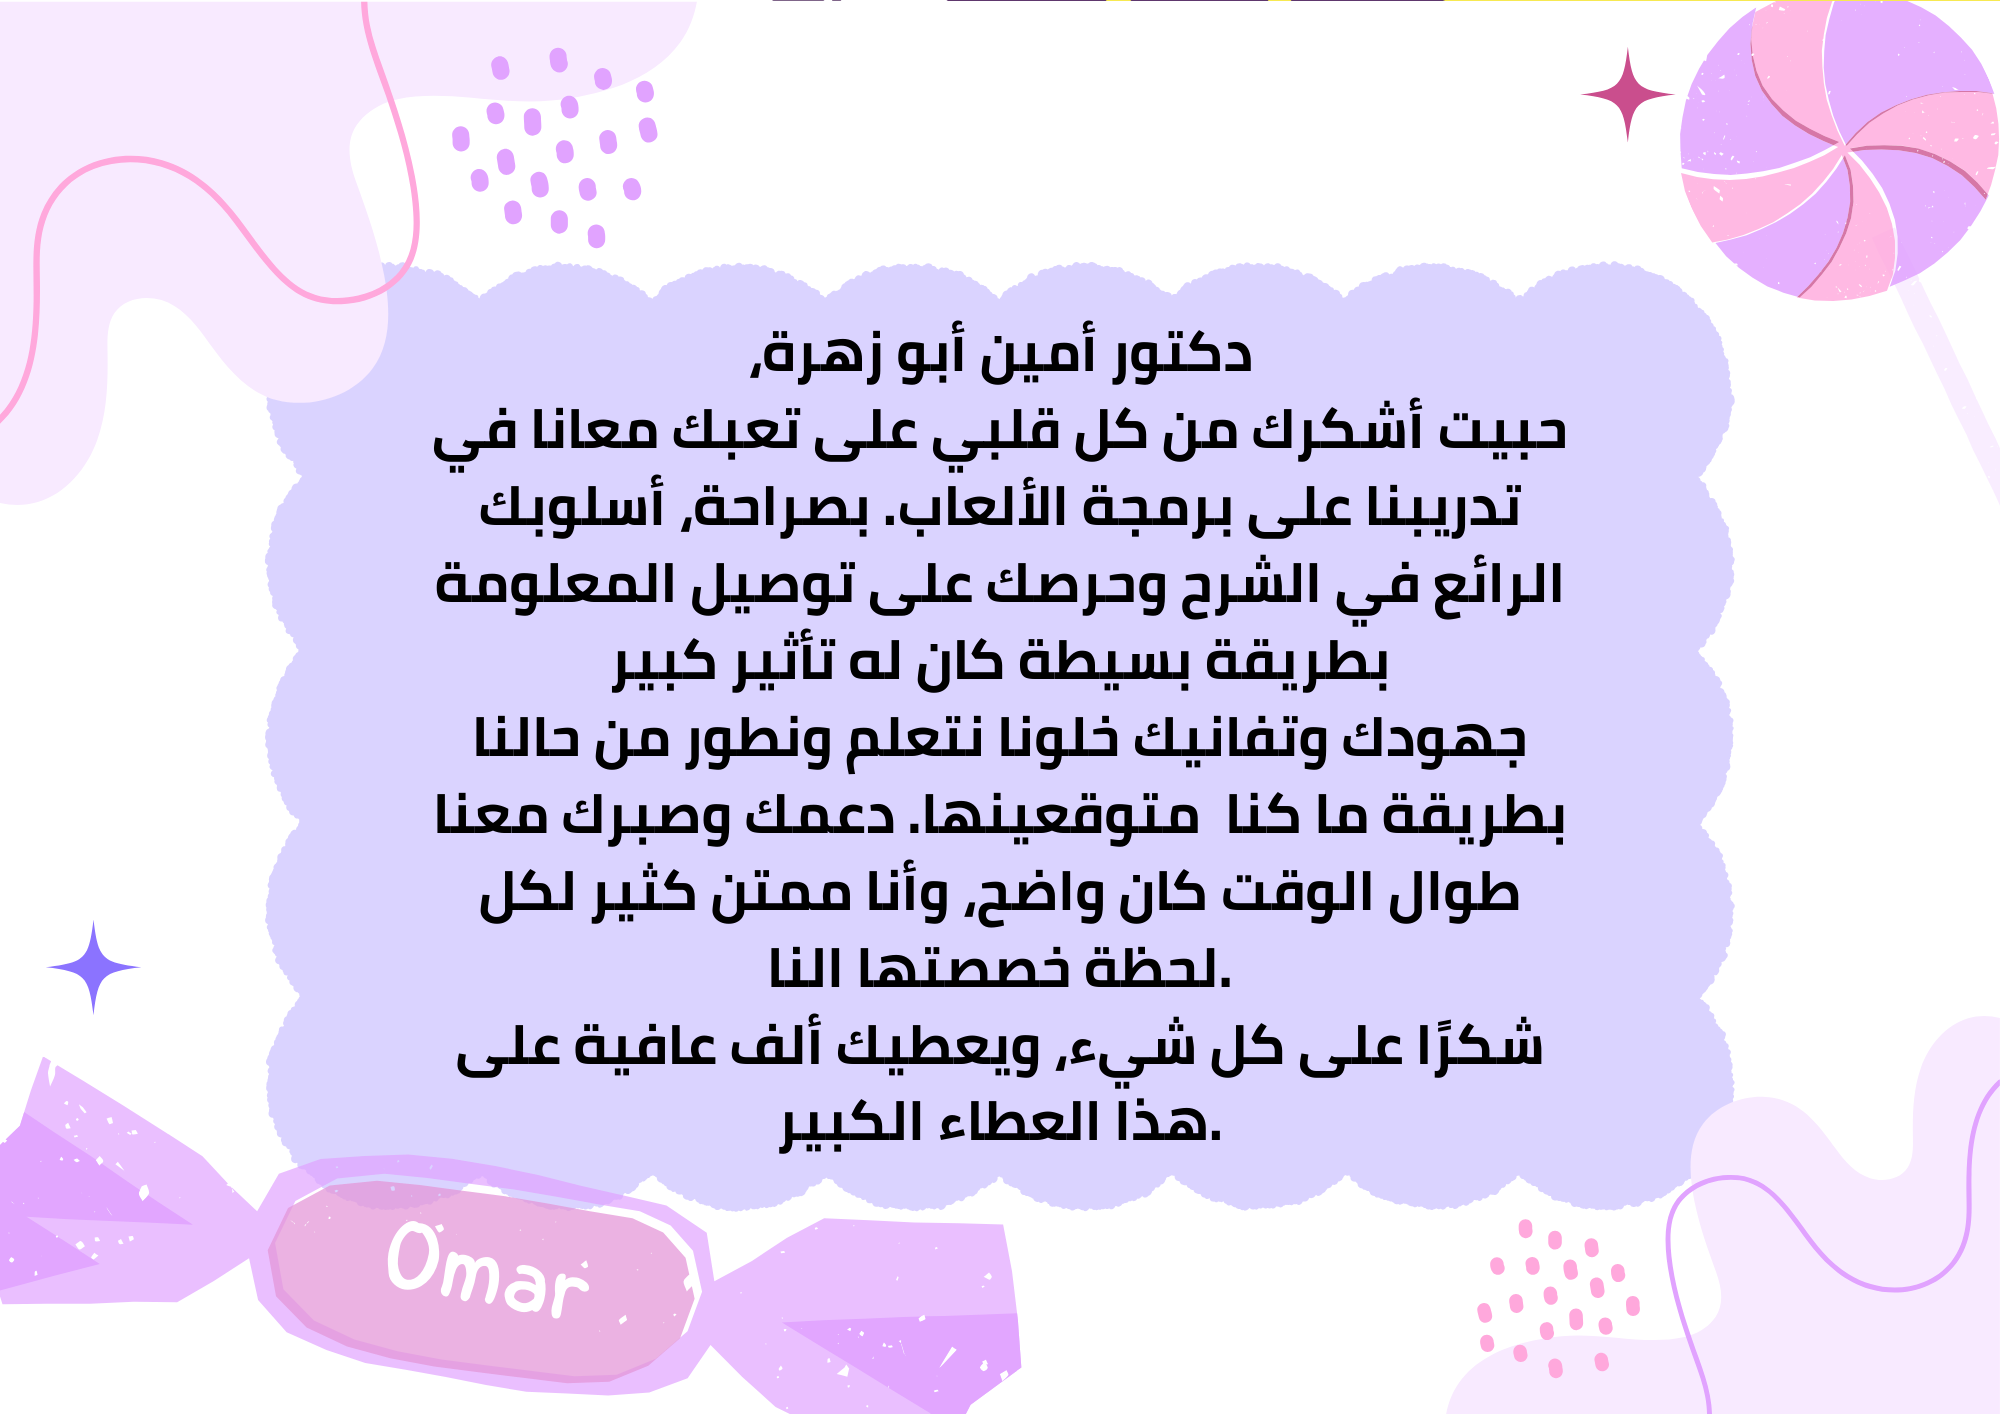 دكتور أمين أبو زهرة،
حبيت أشكرك من كل قلبي على تعبك معانا في
تدريبنا على برمجة الألعاب. بصراحة، أسلوبك
الرائع في الشرح وحرصك على توصيل المعلومة
بطريقة بسيطة كان له تأثير كبير
جهودك وتفانيك خلونا نتعلم ونطور من حالنا
بطريقة ما كنا متوقعينها. دعمك وصبرك معنا
طوال الوقت كان واضح، وأنا ممتن كثير لكل
.لحظة خصصتها النا
شكرًا على كل شيء، ويعطيك ألف عافية على
.هذا العطاء الكبير
Omar